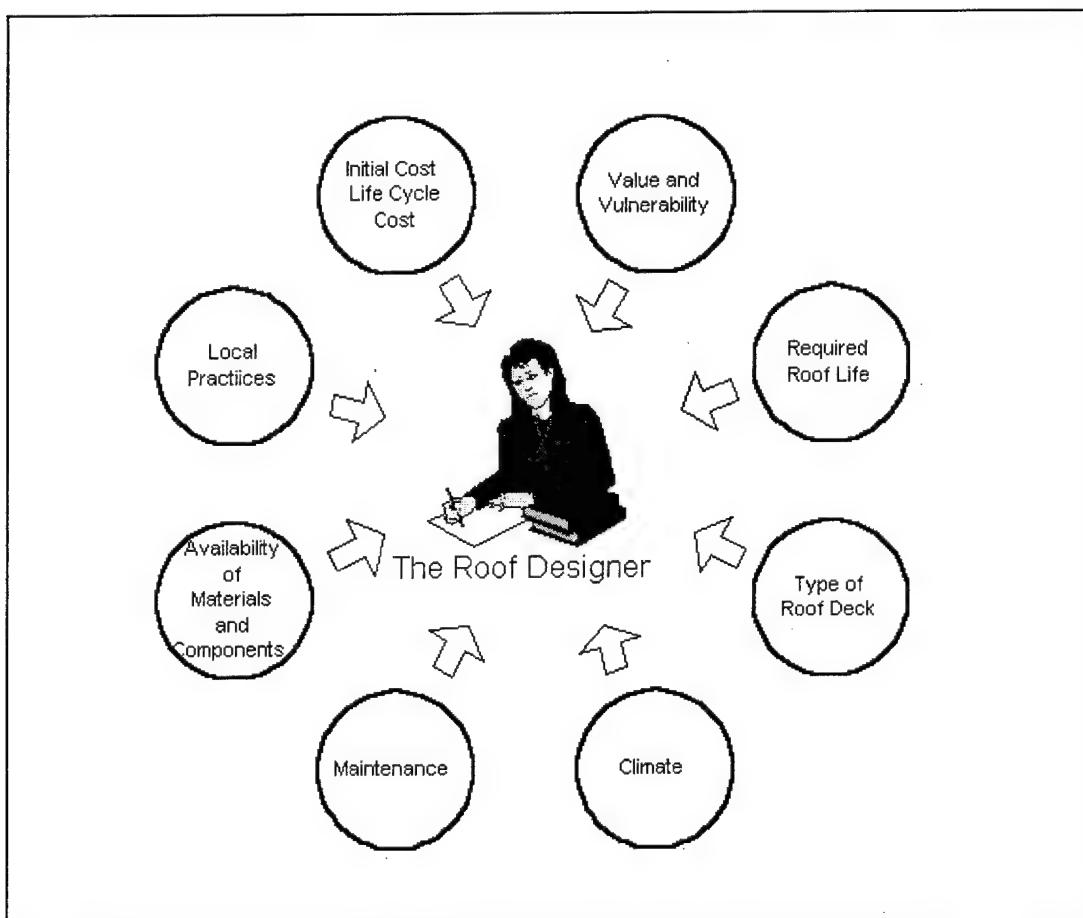 Initial Cost
Life Cycle
Cost
Value and
Vulnerability
Local
Practiices
Required
Roof Life
Availability
of
Materials
and
Components
The Roof Designer
Type of
Roof Deck
Maintenance
Climate